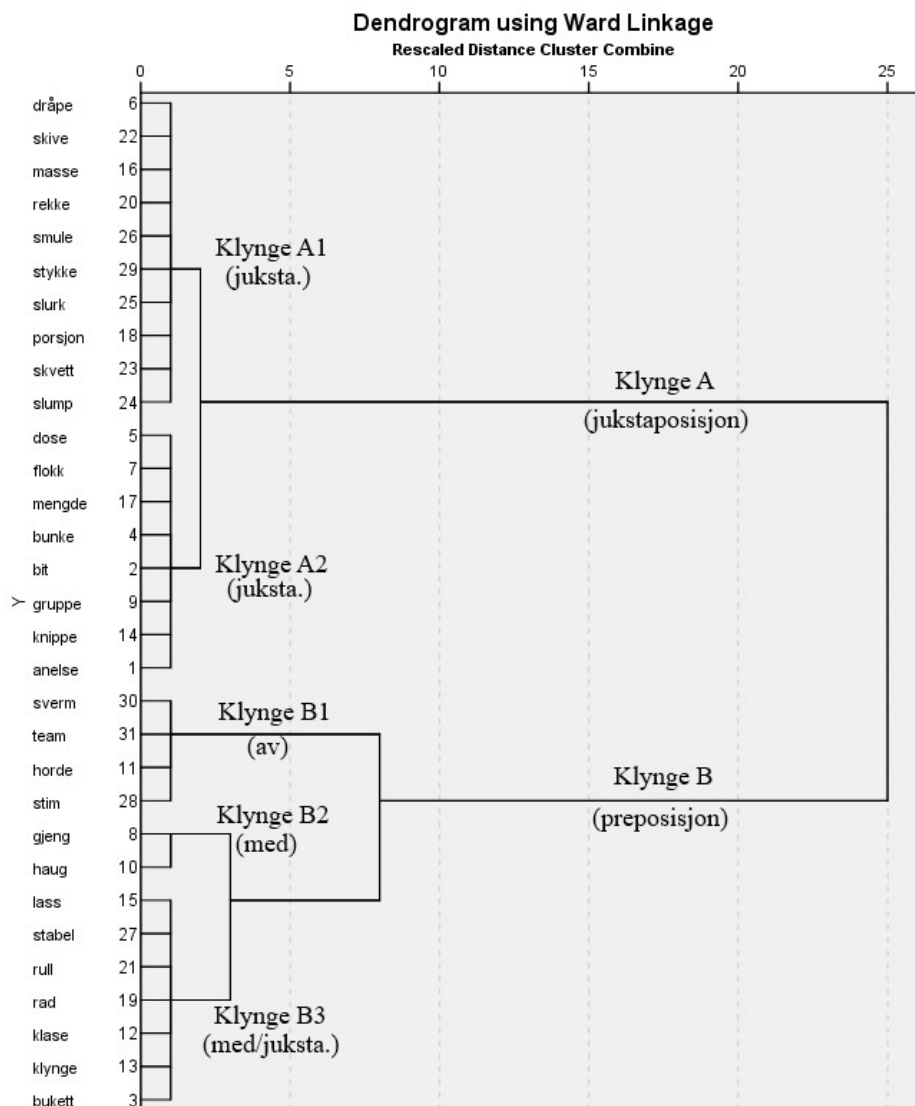 Dendrogram using Ward Linkage
Rescaled Distance Cluster Combine
0 5 10 15 20 25
dråpe 6
skive 22
masse 16
rekke 20
smule 26
Klynge A1
(juksta.)
stykke 29
slurk 25
porsjon 18
skvett 23
Klynge A
slump 24
(jukstaposisjon)
dose 5
flokk 7
mengde 17
bunke 4
bit 2
Klynge A2
(juksta.)
Y
gruppe 9
knippe 14
anelse 1
sverm 30
Klynge B1
team 31
(av)
horde 11
Klynge B
stim 28
(preposisjon)
Klynge B2
gjeng 8
(med)
haug 10
lass 15
stabel 27
rull 21
rad 19
Klynge B3
klase 12
(med/juksta.)
klynge 13
bukett 3